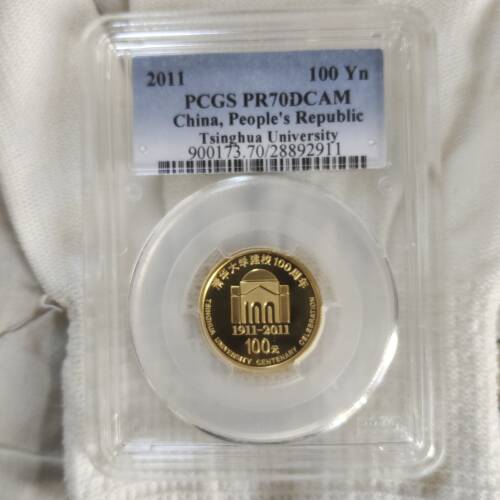 2011 100 Yn
PCGS PR70DCAM
China, People's Republic
Tsinghua University
900173.70/28892911
清华大学建校100周年
1911-2011
100元
TSINGHUA UNIVERSITY CENTENARY CELEBRATION